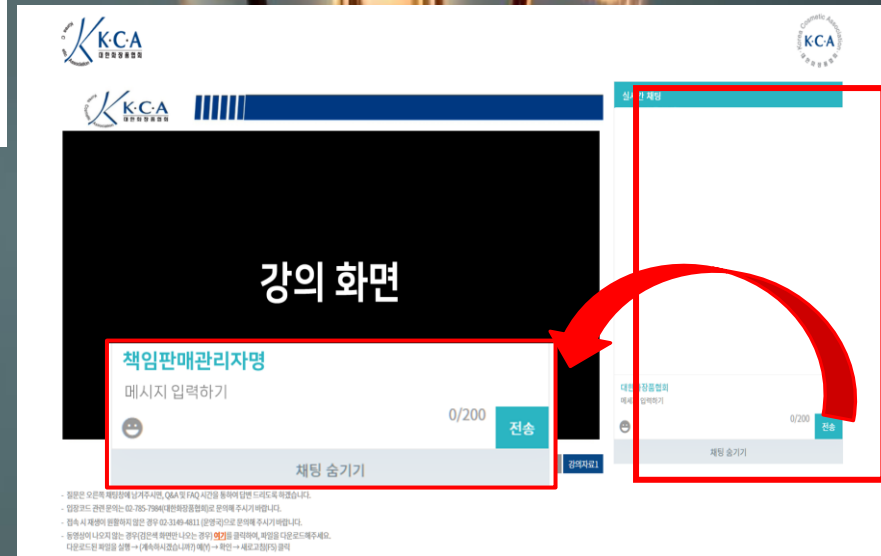 K·C·A
대한화장품협회
Korea Cosmetic Association
K·C·A
K·C·A
대한화장품협회
실시간 채팅
강의 화면
책임판매관리자명
메시지 입력하기
0/200
전송
채팅 숨기기
대한화장품협회
메세지 입력하기
0/200
전송
채팅 숨기기
강의자료1
- 질문은 오른쪽 채팅창에 남겨주시면, Q&A 및 FAQ 시간을 통하여 답변 드리도록 하겠습니다.
- 입장코드 관련 문의는 02-785-7984(대한화장품협회)로 문의해 주시기 바랍니다.
- 접속 시 재생이 원활하지 않은 경우 02-3149-4811 (운영국)으로 문의해 주시기 바랍니다.
- 동영상이 나오지 않는 경우(검은색 화면만 나오는 경우) 여기를 클릭하여, 파일을 다운로드해주세요.
다운로드된 파일을 실행 → (계속하시겠습니까?) 예(Y) → 확인 → 새로고침(F5) 클릭